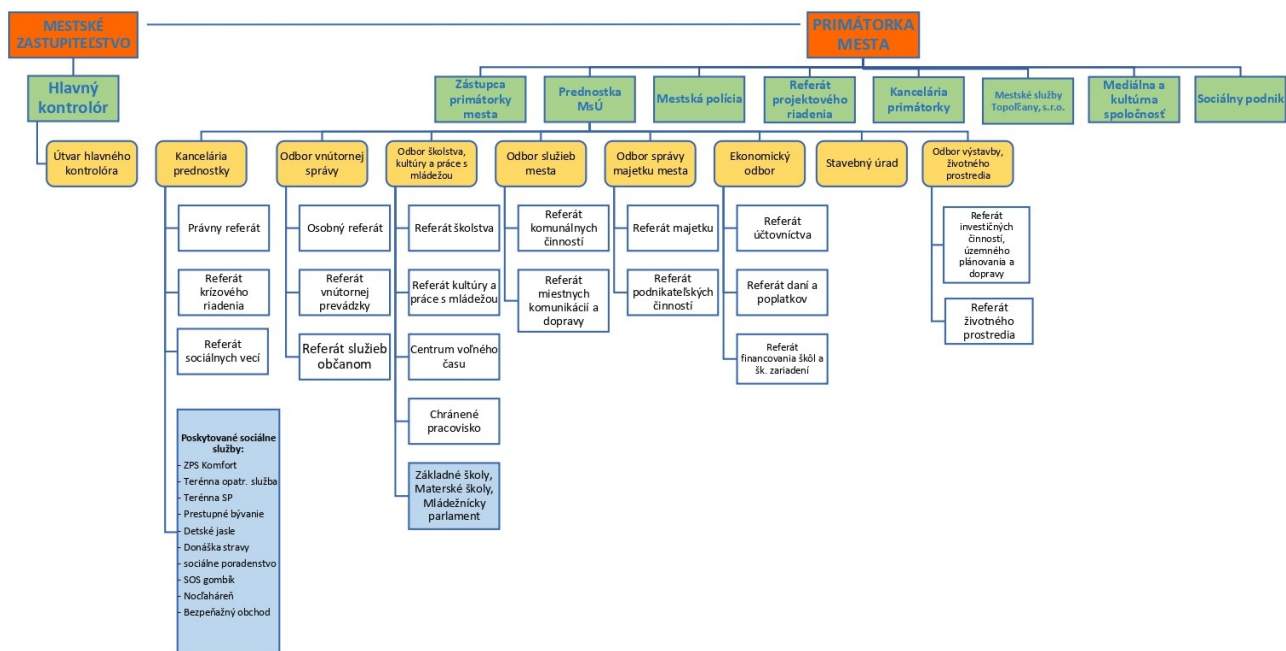 MESTSKÉ
ZASTUPITEĽSTVO
PRIMÁTORKA
MESTA
Hlavný
kontrolór
Zástupca
primátorky
mesta
Prednostka
MsÚ
Mestská polícia
Referát
projektového
riadenia
Kancelária
primátorky
Mestské služby
Topoľčany, s.r.o.
Mediálna a
kultúrna
spoločnosť
Sociálny podnik
Útvar hlavného
kontrolóra
Kancelária
prednostky
Odbor vnútornej
správy
Odbor školstva,
kultúry a práce s
mládežou
Odbor služieb
mesta
Odbor správy
majetku mesta
Ekonomický
odbor
Stavebný úrad
Odbor výstavby,
životného
prostredia
Právny referát
Referát
krízového
riadenia
Referát
sociálnych vecí
Poskytované sociálne
služby:
- ZPS Komfort
- Terénna opatr. služba
- Terénna SP
- Prestupné bývanie
- Detské jasle
- Donáška stravy
- sociálne poradenstvo
- SOS gombík
- Nocľaháreň
- Bezpeňažný obchod
Osobný referát
Referát
vnútornej
prevádzky
Referát služieb
občanom
Referát školstva
Referát kultúry a
práce s mládežou
Centrum voľného
času
Chránené
pracovisko
Základné školy,
Materské školy,
Mládežnícky
parlament
Referát
komunálnych
činností
Referát
miestnych
komunikácií a
dopravy
Referát majetku
Referát
podnikateľských
činností
Referát
účtovníctva
Referát daní a
poplatkov
Referát
financovania škôl a
šk. zariadení
Referát
investičných
činností,
územného
plánovania a
dopravy
Referát
životného
prostredia